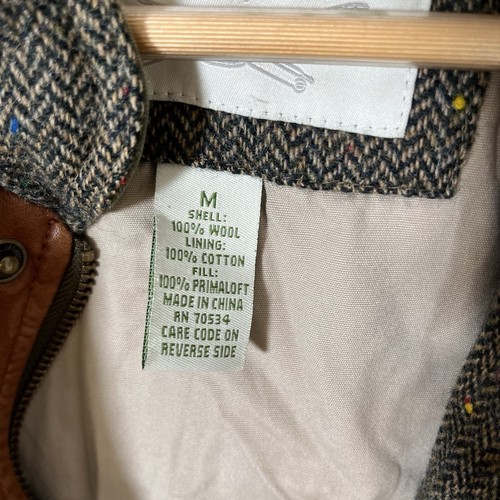 M
SHELL:
100% WOOL
LINING:
100% COTTON
FILL:
100% PRIMALOFT
MADE IN CHINA
RN 70534
CARE CODE ON
REVERSE SIDE